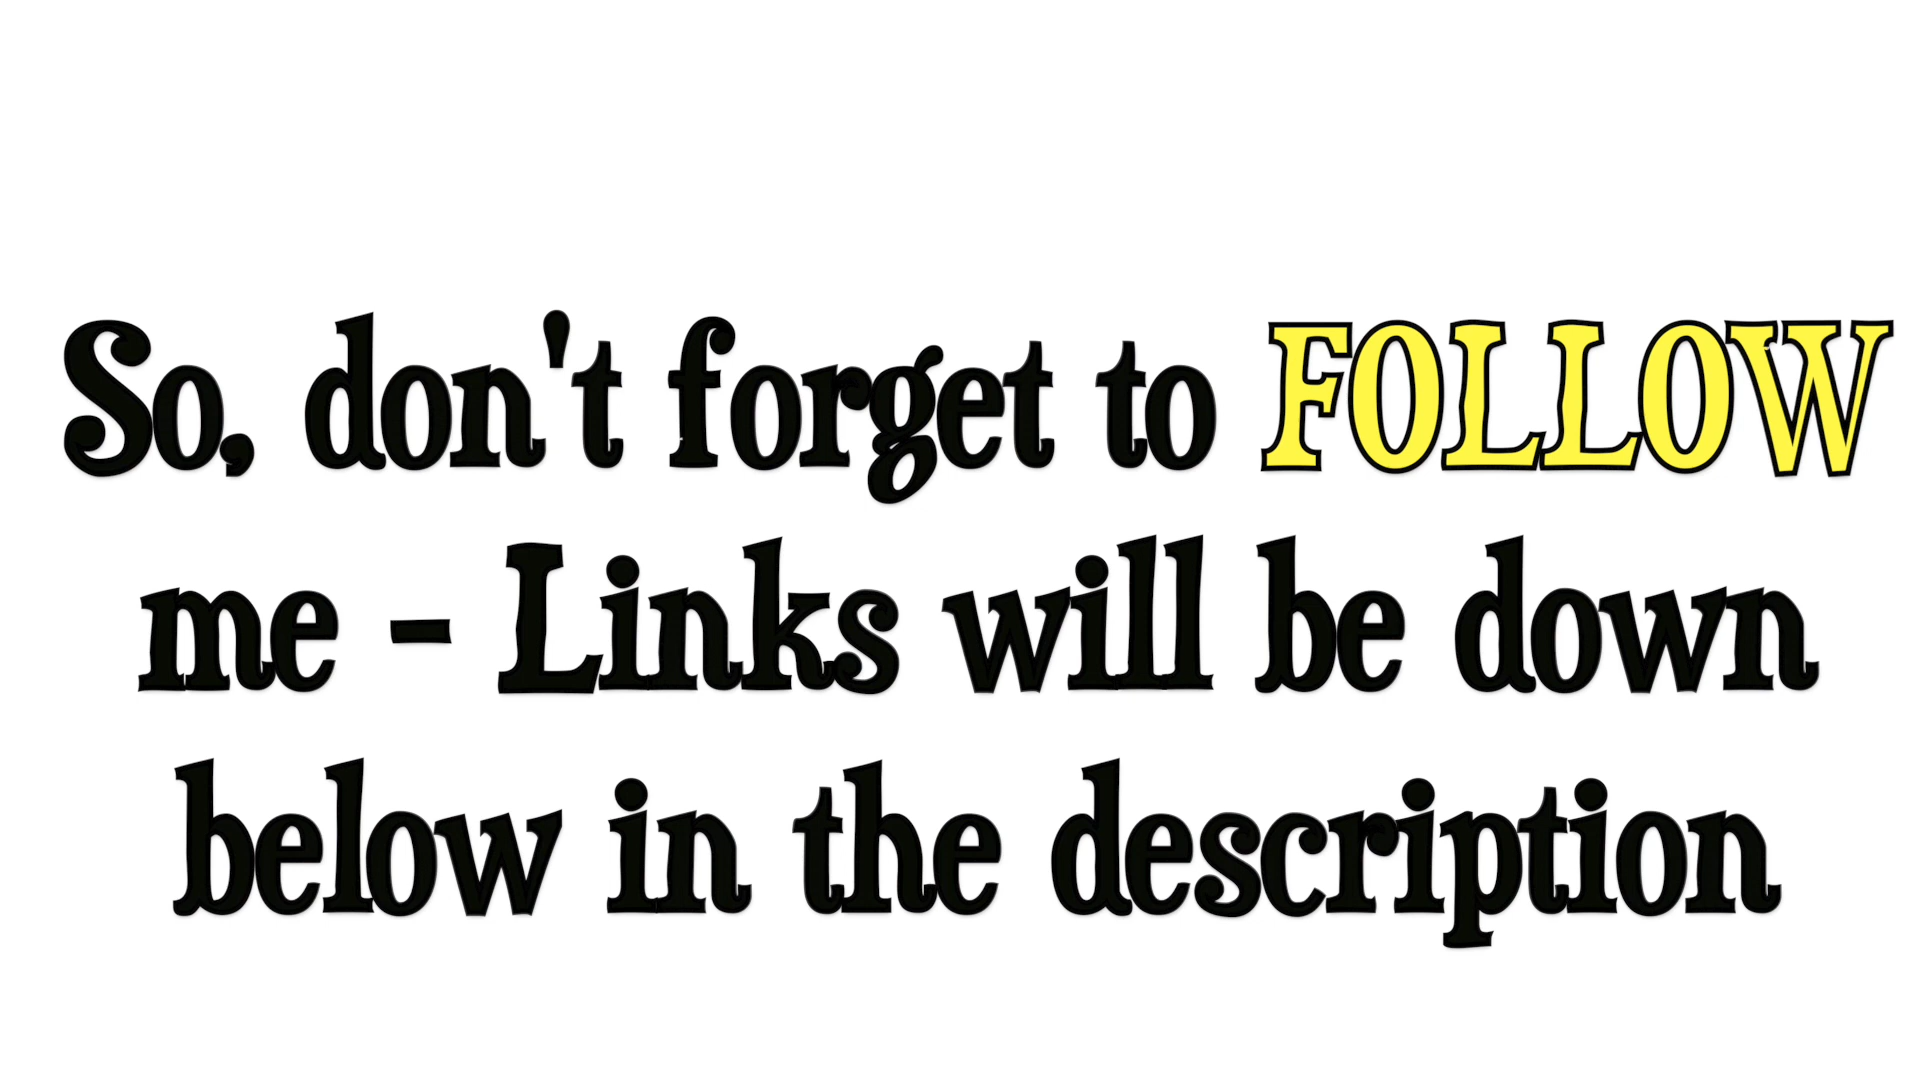 So, don't forget to FOLLOW
me - Links will be down
below in the description